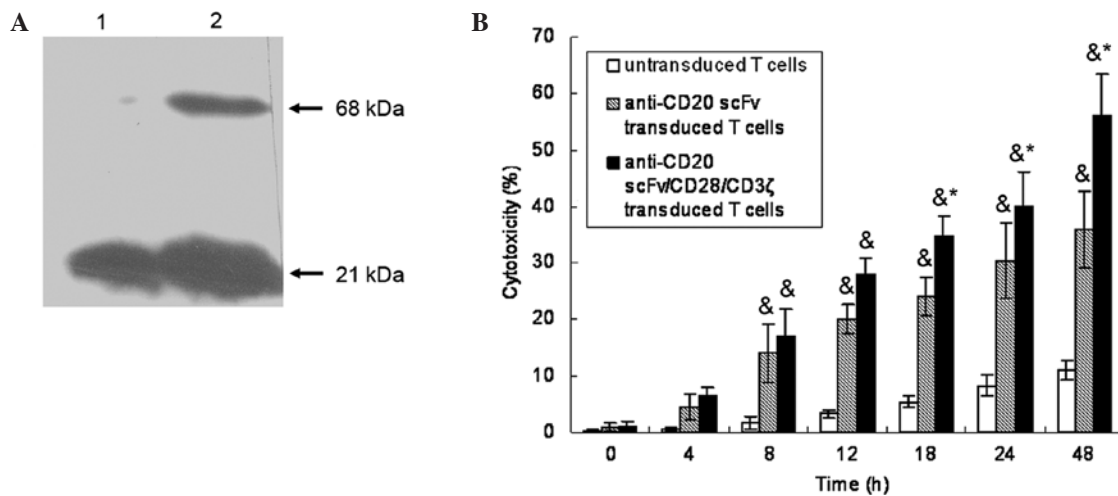 A
1 2
68 kDa
21 kDa
B
70
60
50
40
30
20
10
0
Cytotoxicity (%)
untransduced T cells
anti-CD20 scFv
transduced T cells
anti-CD20
scFv/CD28/CD3ζ
transduced T cells
& &
& &
& &*
& &*
& &*
0 4 8 12 18 24 48
Time (h)